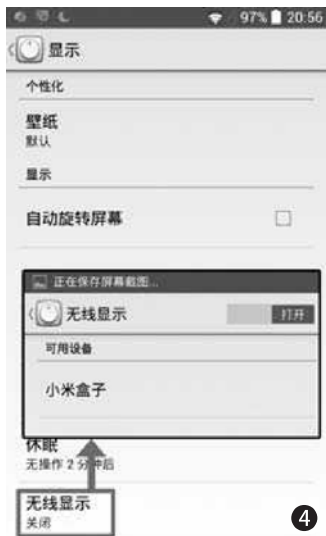 97% 20:56
显示
个性化
壁纸
默认
显示
自动旋转屏幕
正在保存屏幕截图...
无线显示 打开
可用设备
小米盒子
休眠
无操作 2 分钟后
无线显示
关闭
4